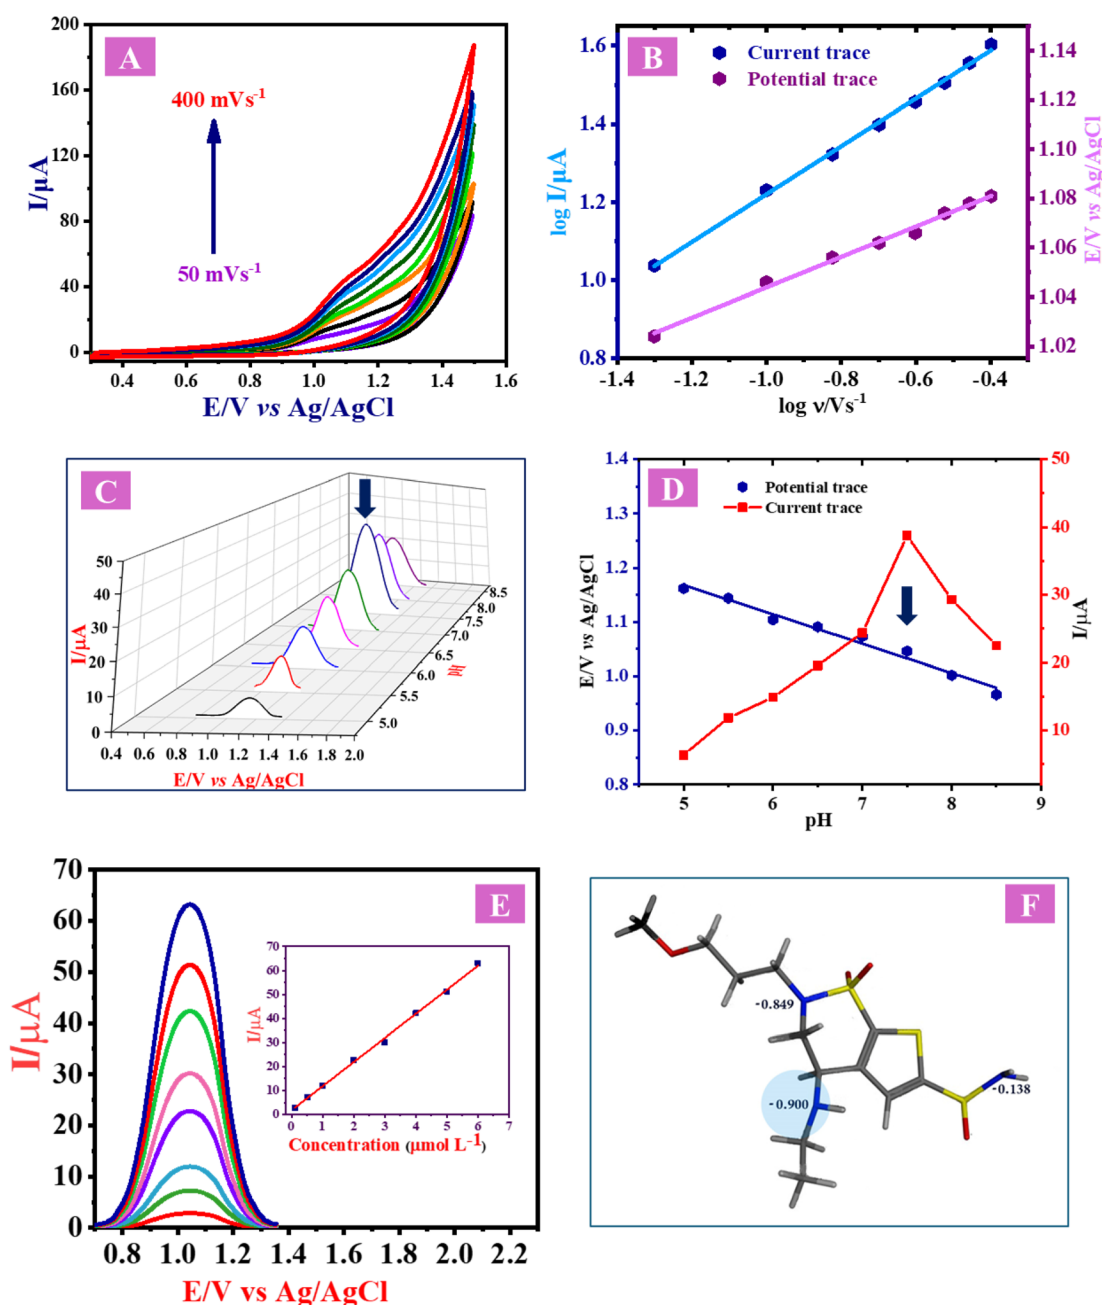 A
200
160
120
80
40
0
I/μA
400 mVs-1
50 mVs-1
0.4 0.6 0.8 1.0 1.2 1.4 1.6
E/V vs Ag/AgCl
B
Current trace
Potential trace
1.6
1.4
1.2
1.0
0.8
log I/μA
1.14
1.12
1.10
1.08
1.06
1.04
1.02
E/V vs Ag/AgCl
-1.4 -1.2 -1.0 -0.8 -0.6 -0.4
log ν/Vs-1
C
50
40
30
20
10
0
I/μA
0.4 0.6 0.8 1.0 1.2 1.4 1.6 1.8 2.0
E/V vs Ag/AgCl
8.5
8.0
7.5
7.0
6.5
6.0
5.5
5.0
pH
D
Potential trace
Current trace
1.4
1.3
1.2
1.1
1.0
0.9
0.8
E/V vs Ag/AgCl
50
40
30
20
10
I/μA
5 6 7 8 9
pH
E
70
60
50
40
30
20
10
0
I/μA
0.8 1.0 1.2 1.4 1.6 1.8 2.0 2.2
E/V vs Ag/AgCl
70
60
50
40
30
20
10
0
I/μA
0 1 2 3 4 5 6 7
Concentration (μmol L-1)
F
-0.849
-0.138
-0.900